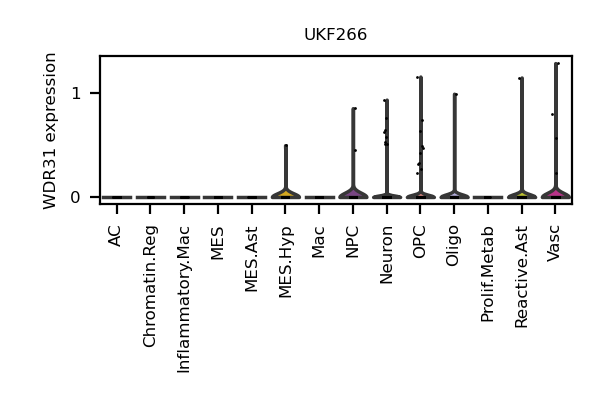 UKF266
WDR31 expression
1
0
AC
Chromatin.Reg
Inflammatory.Mac
MES
MES.Ast
MES.Hyp
Mac
NPC
Neuron
OPC
Oligo
Prolif.Metab
Reactive.Ast
Vasc